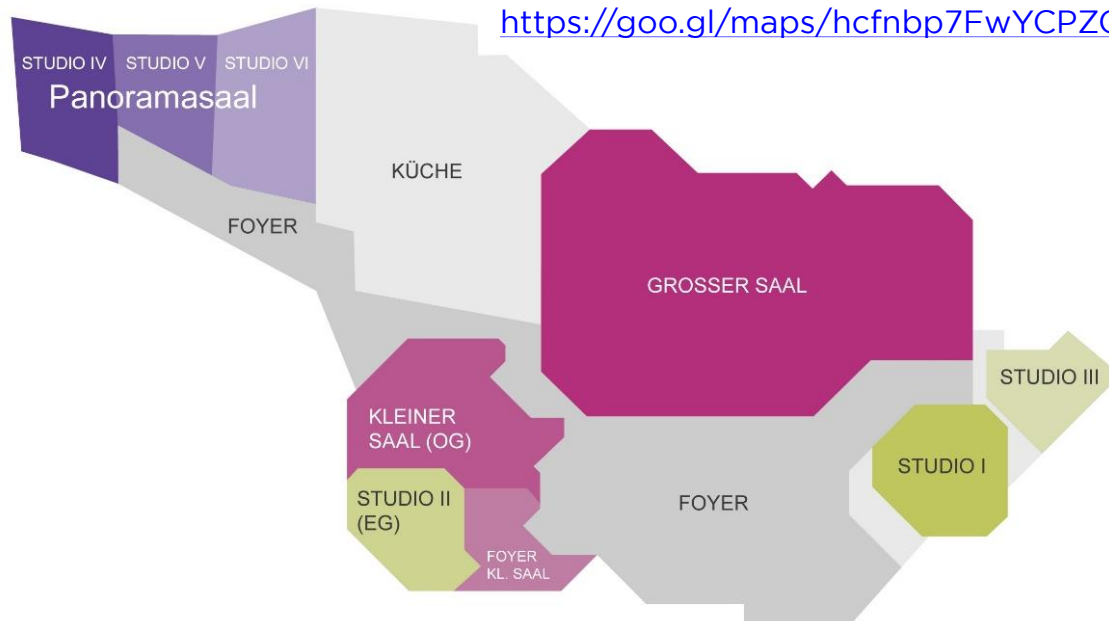 https://goo.gl/maps/hcfnbp7FwYCPZ
STUDIO IV
STUDIO V
STUDIO VI
Panoramasaal
KÜCHE
FOYER
GROSSER SAAL
STUDIO III
KLEINER
SAAL (OG)
STUDIO I
STUDIO II
(EG)
FOYER
FOYER
KL. SAAL